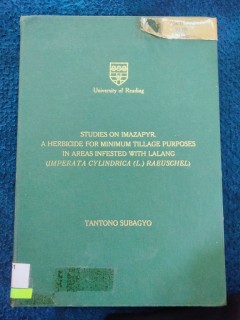 University of Reading
STUDIES ON IMAZAPYR,
A HERBICIDE FOR MINIMUM TILLAGE PURPOSES
IN AREAS INFESTED WITH LALANG
(IMPERATA CYLINDRICA (L.) RAEUSCHEL)
TANTONO SUBAGYO